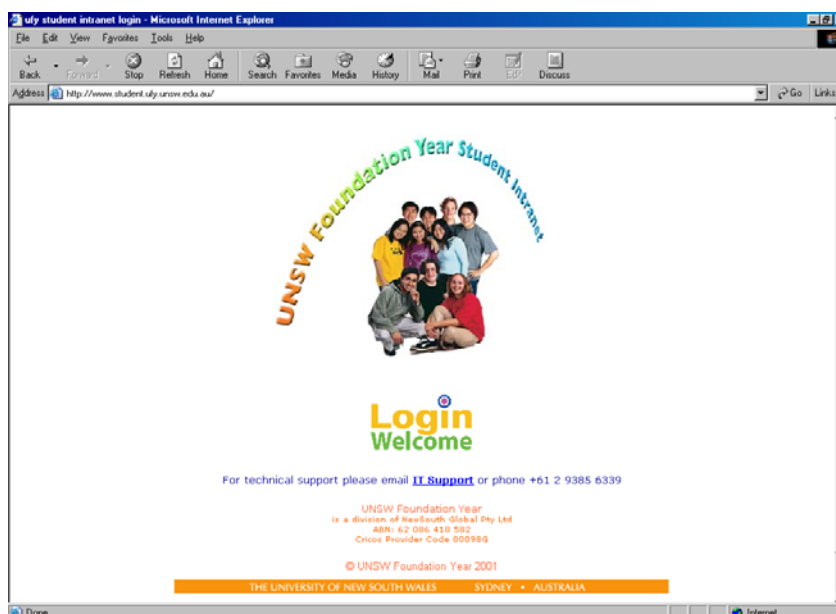 ufy student intranet login - Microsoft Internet Explorer
File Edit View Favorites Tools Help
Back Forward Stop Refresh Home Search Favorites Media History Mail Print Edit Discuss
Address http://www.student.ufy.unsw.edu.au/ Go Links
UNSW Foundation Year Student Intranet
Login
Welcome
For technical support please email IT Support or phone +61 2 9385 6339
UNSW Foundation Year
is a division of NewSouth Global Pty Ltd
ABN: 62 086 418 582
Cricos Provider Code 00098G
© UNSW Foundation Year 2001
THE UNIVERSITY OF NEW SOUTH WALES SYDNEY • AUSTRALIA
Done Internet